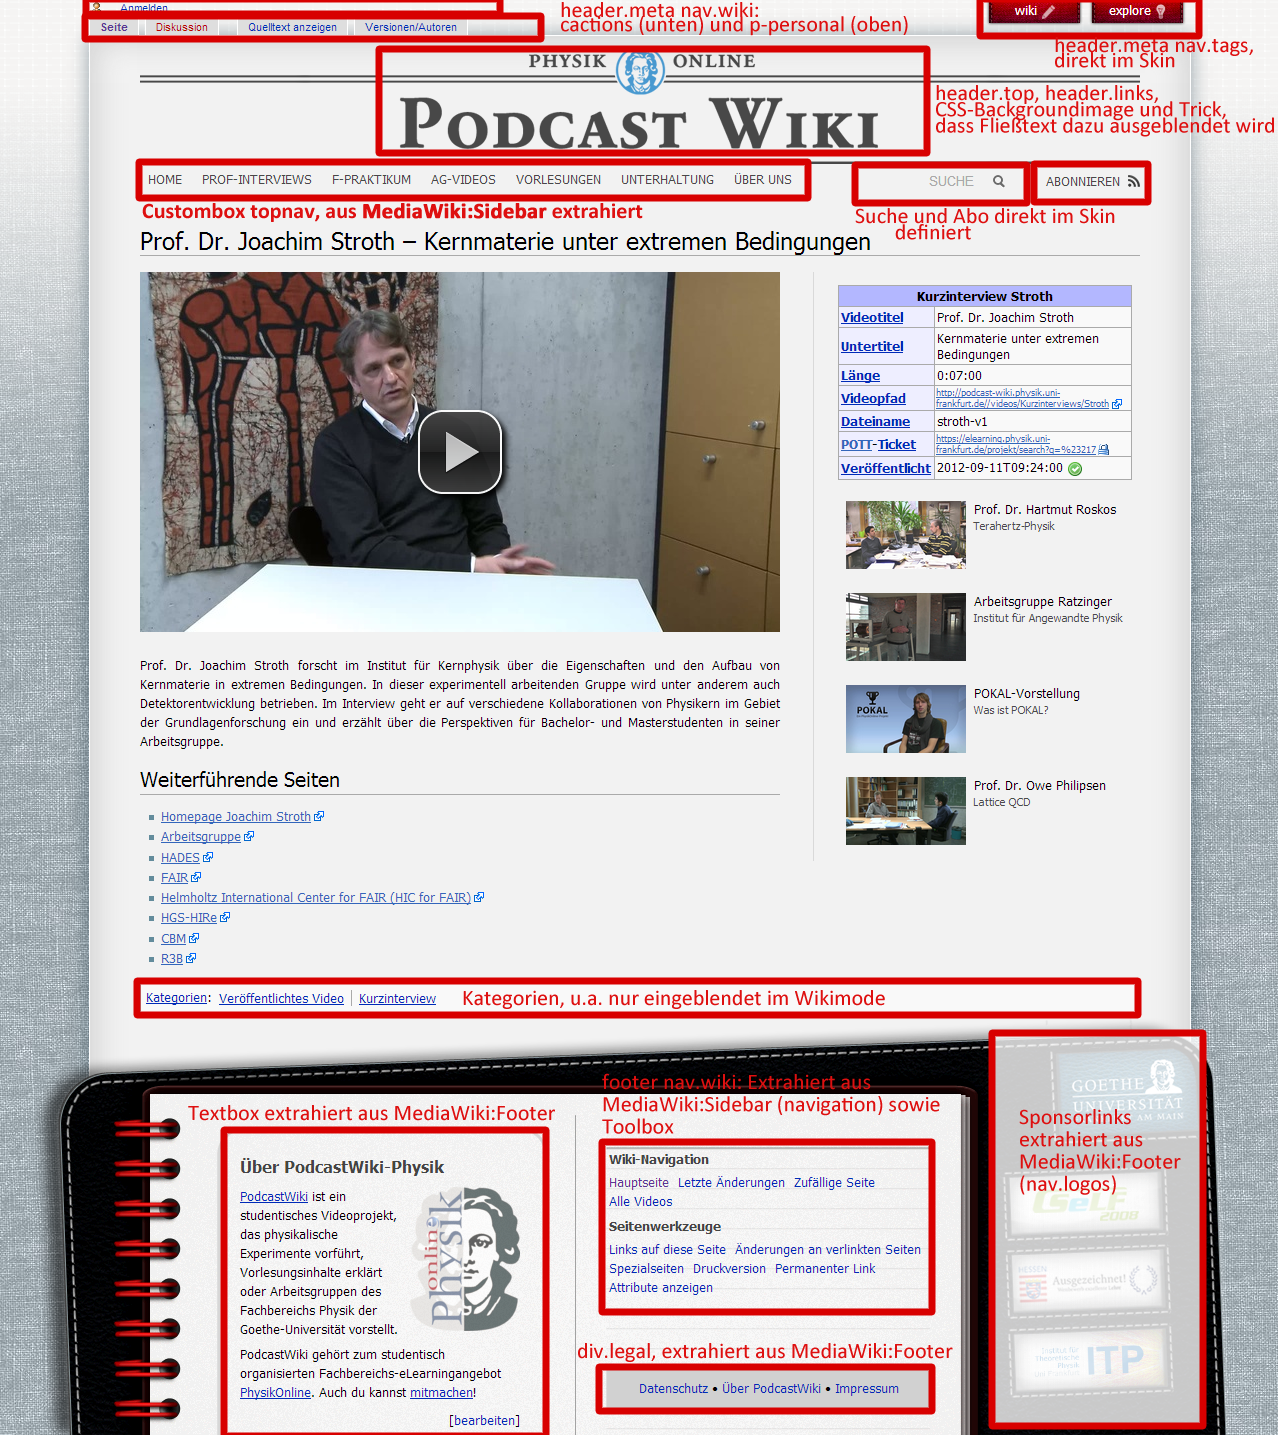 Anmelden
header.meta nav.wiki:
cactions (unten) und p-personal (oben)
wiki
explore
Seite
Diskussion
Quelltext anzeigen
Versionen/Autoren
header.meta nav.tags,
direkt im Skin
PHYSIK ONLINE
PODCAST WIKI
header.top, header.links,
CSS-Backgroundimage und Trick,
dass Fließtext dazu ausgeblendet wird
HOME PROF-INTERVIEWS F-PRAKTIKUM AG-VIDEOS VORLESUNGEN UNTERHALTUNG ÜBER UNS
SUCHE
ABONNIEREN
Custombox topnav, aus MediaWiki:Sidebar extrahiert
Suche und Abo direkt im Skin
definiert
Prof. Dr. Joachim Stroth – Kernmaterie unter extremen Bedingungen
Kurzinterview Stroth
Videotitel Prof. Dr. Joachim Stroth
Untertitel Kernmaterie unter extremen
Bedingungen
Länge 0:07:00
Videopfad http://podcast-wiki.physik.uni-
frankfurt.de//videos/Kurzinterviews/Stroth
Dateiname stroth-v1
POTT-Ticket https://elearning.physik.uni-
frankfurt.de/projekt/search?q=%23217
Veröffentlicht 2012-09-11T09:24:00
Prof. Dr. Hartmut Roskos
Terahertz-Physik
Arbeitsgruppe Ratzinger
Institut für Angewandte Physik
POKAL
POKAL-Vorstellung
Was ist POKAL?
Prof. Dr. Owe Philipsen
Lattice QCD
Prof. Dr. Joachim Stroth forscht im Institut für Kernphysik über die Eigenschaften und den Aufbau von
Kernmaterie in extremen Bedingungen. In dieser experimentell arbeitenden Gruppe wird unter anderem auch
Detektorentwicklung betrieben. Im Interview geht er auf verschiedene Kollaborationen von Physikern im Gebiet
der Grundlagenforschung ein und erzählt über die Perspektiven für Bachelor- und Masterstudenten in seiner
Arbeitsgruppe.
Weiterführende Seiten
Homepage Joachim Stroth
Arbeitsgruppe
HADES
FAIR
Helmholtz International Center for FAIR (HIC for FAIR)
HGS-HIRe
CBM
R3B
Kategorien: Veröffentlichtes Video | Kurzinterview
Kategorien, u.a. nur eingeblendet im Wikimode
Textbox extrahiert aus MediaWiki:Footer
Über PodcastWiki-Physik
PodcastWiki ist ein
studentisches Videoprojekt,
das physikalische
Experimente vorführt,
Vorlesungsinhalte erklärt
oder Arbeitsgruppen des
Fachbereichs Physik der
Goethe-Universität vorstellt.
Physik
online
PodcastWiki gehört zum studentisch
organisierten Fachbereichs-eLearningangebot
PhysikOnline. Auch du kannst mitmachen!
[bearbeiten]
footer nav.wiki: Extrahiert aus
MediaWiki:Sidebar (navigation) sowie
Toolbox
Wiki-Navigation
Hauptseite Letzte Änderungen Zufällige Seite
Alle Videos
Seitenwerkzeuge
Links auf diese Seite Änderungen an verlinkten Seiten
Spezialseiten Druckversion Permanenter Link
Attribute anzeigen
div.legal, extrahiert aus MediaWiki:Footer
Datenschutz • Über PodcastWiki • Impressum
GOETHE
UNIVERSITÄT
AM MAIN
Sponsorlinks
extrahiert aus
MediaWiki:Footer
(nav.logos)
eLF
2008
HESSEN
Ausgezeichnet!
Institut für
Theoretische
Physik
ITP